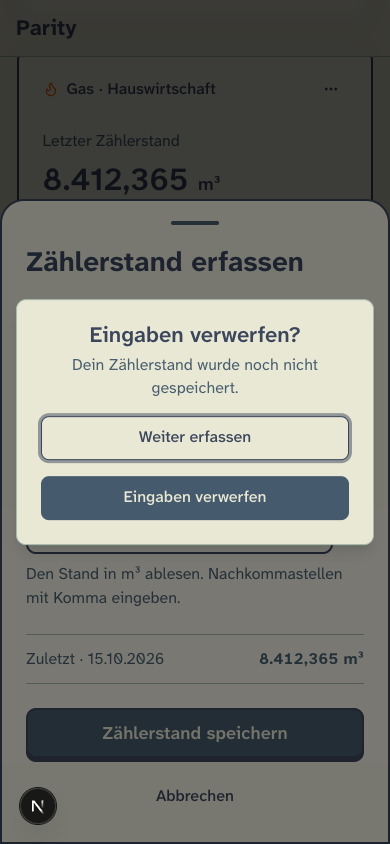 Parity
Gas · Hauswirtschaft
...
Letzter Zählerstand
8.412,365 m³
Zählerstand erfassen
Eingaben verwerfen?
Dein Zählerstand wurde noch nicht
gespeichert.
Weiter erfassen
Eingaben verwerfen
Den Stand in m³ ablesen. Nachkommastellen
mit Komma eingeben.
Zuletzt · 15.10.2026 8.412,365 m³
Zählerstand speichern
N
Abbrechen